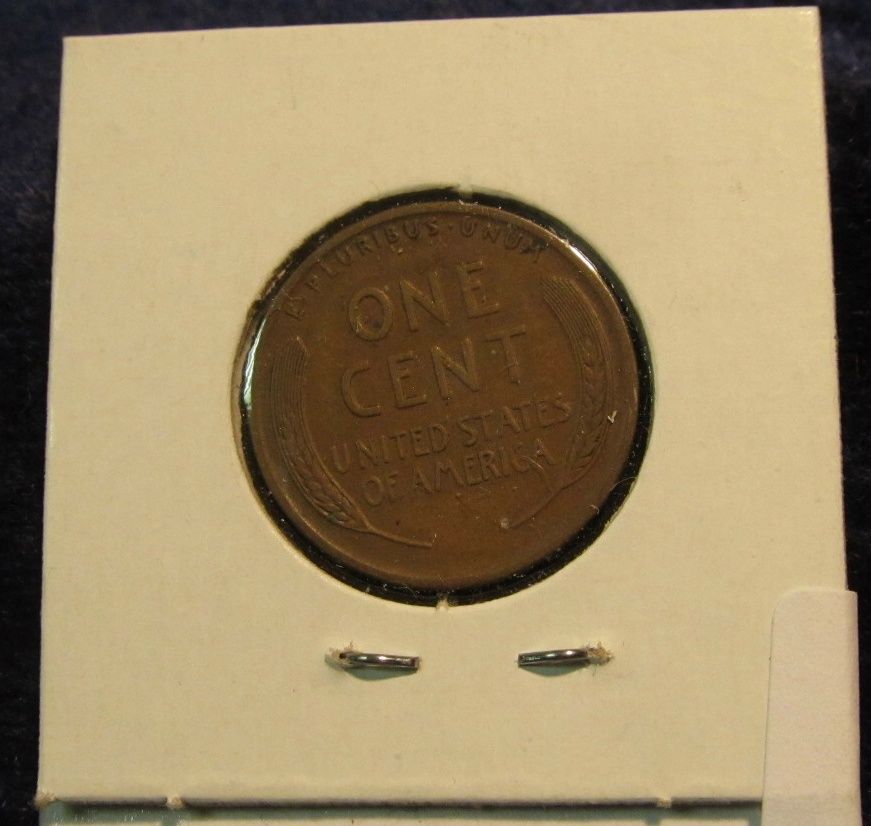 E PLURIBUS · UNUM
ONE
CENT
UNITED STATES
OF AMERICA